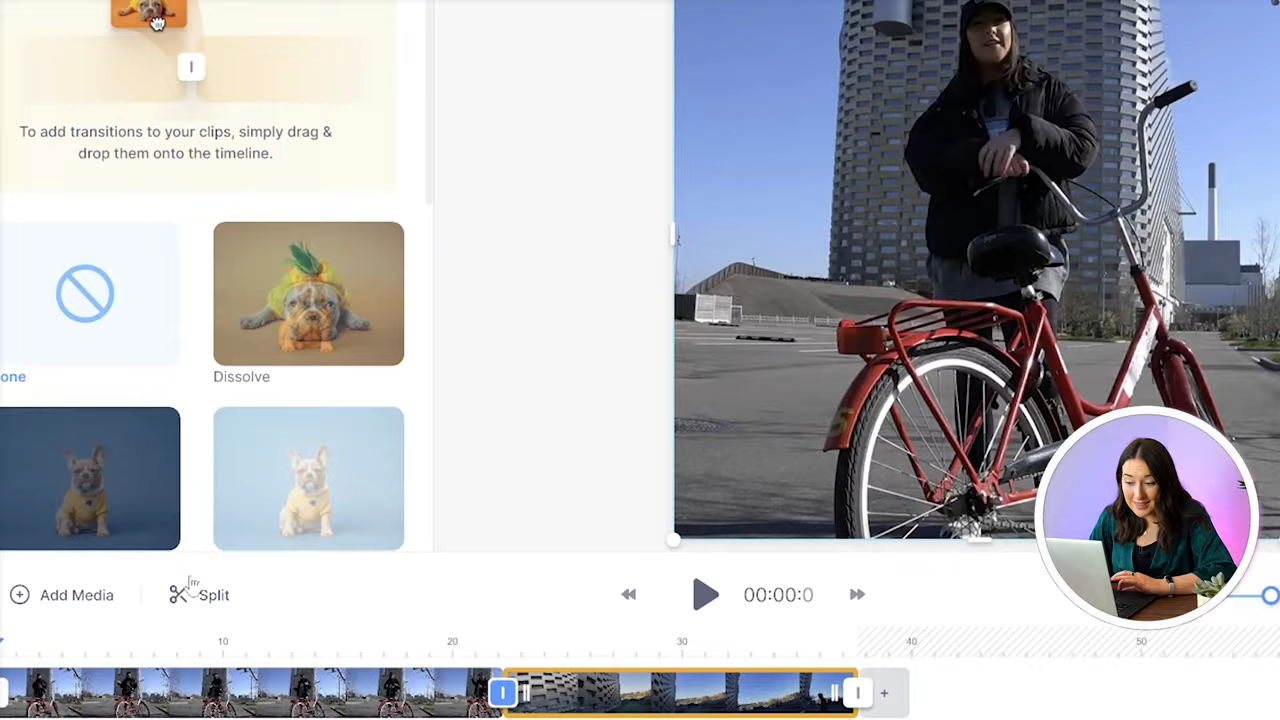 To add transitions to your clips, simply drag &
drop them onto the timeline.
one
Dissolve
Add Media
Split
00:00:0
10
20
30
40
50